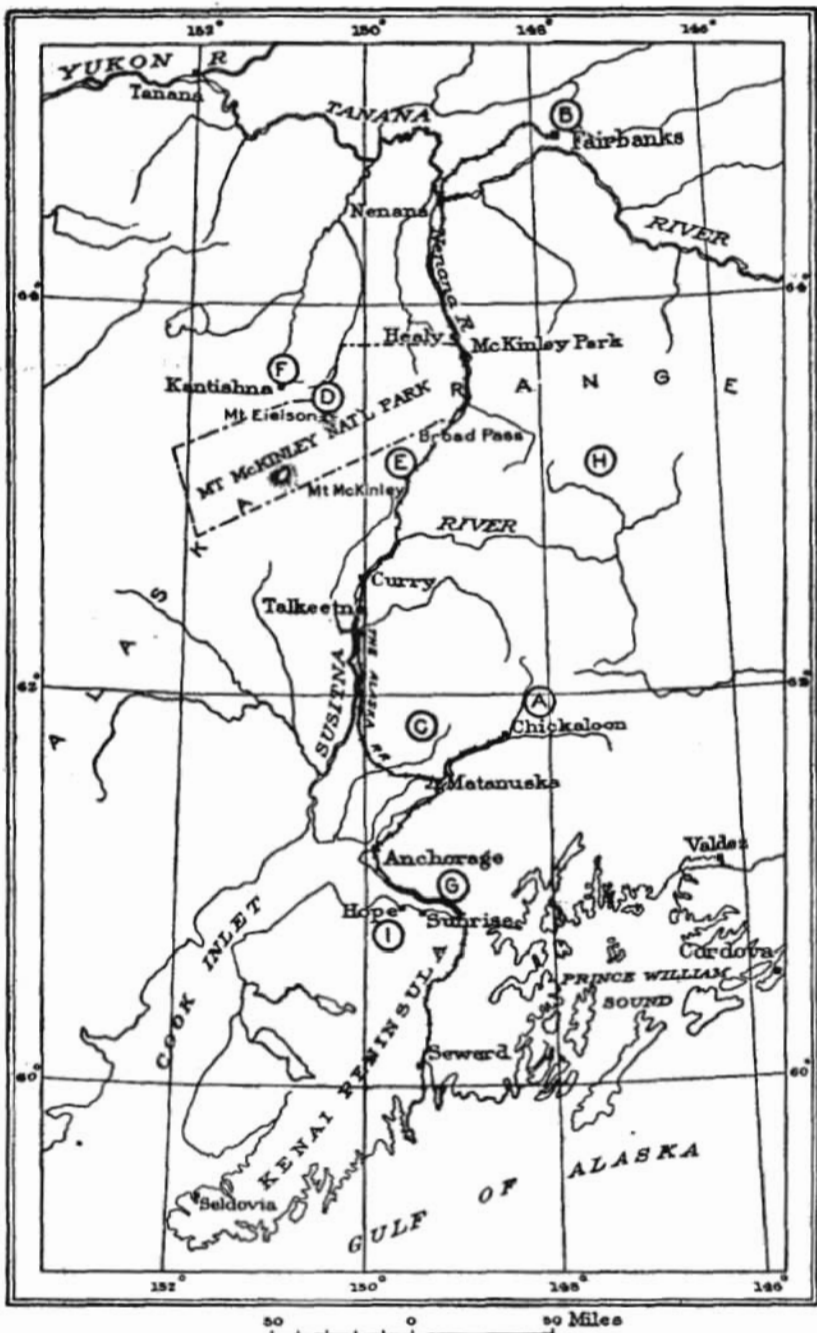 152° 150° 148° 146°
YUKON R
Tanana
TANANA
B
Fairbanks
Nenana
RIVER
Nenana R
64° 64°
Healy
McKinley Park
F
Kantishna
D
Mt Eielson
MT McKINLEY NAT'L PARK
R A N G E
Broad Pass
E
H
Mt McKinley
A L A S K A
RIVER
Curry
Talkeetna
SUSITNA
THE ALASKA RR
62° 62°
A
C
Chickaloon
Matanuska
Anchorage
Valdez
G
Hope
Sunrise
I
Cordova
COOK INLET
PRINCE WILLIAM
SOUND
KENAI PENINSULA
Seward
60° 60°
Seldovia
GULF OF ALASKA
152° 150° 148° 146°
50 0 50 Miles